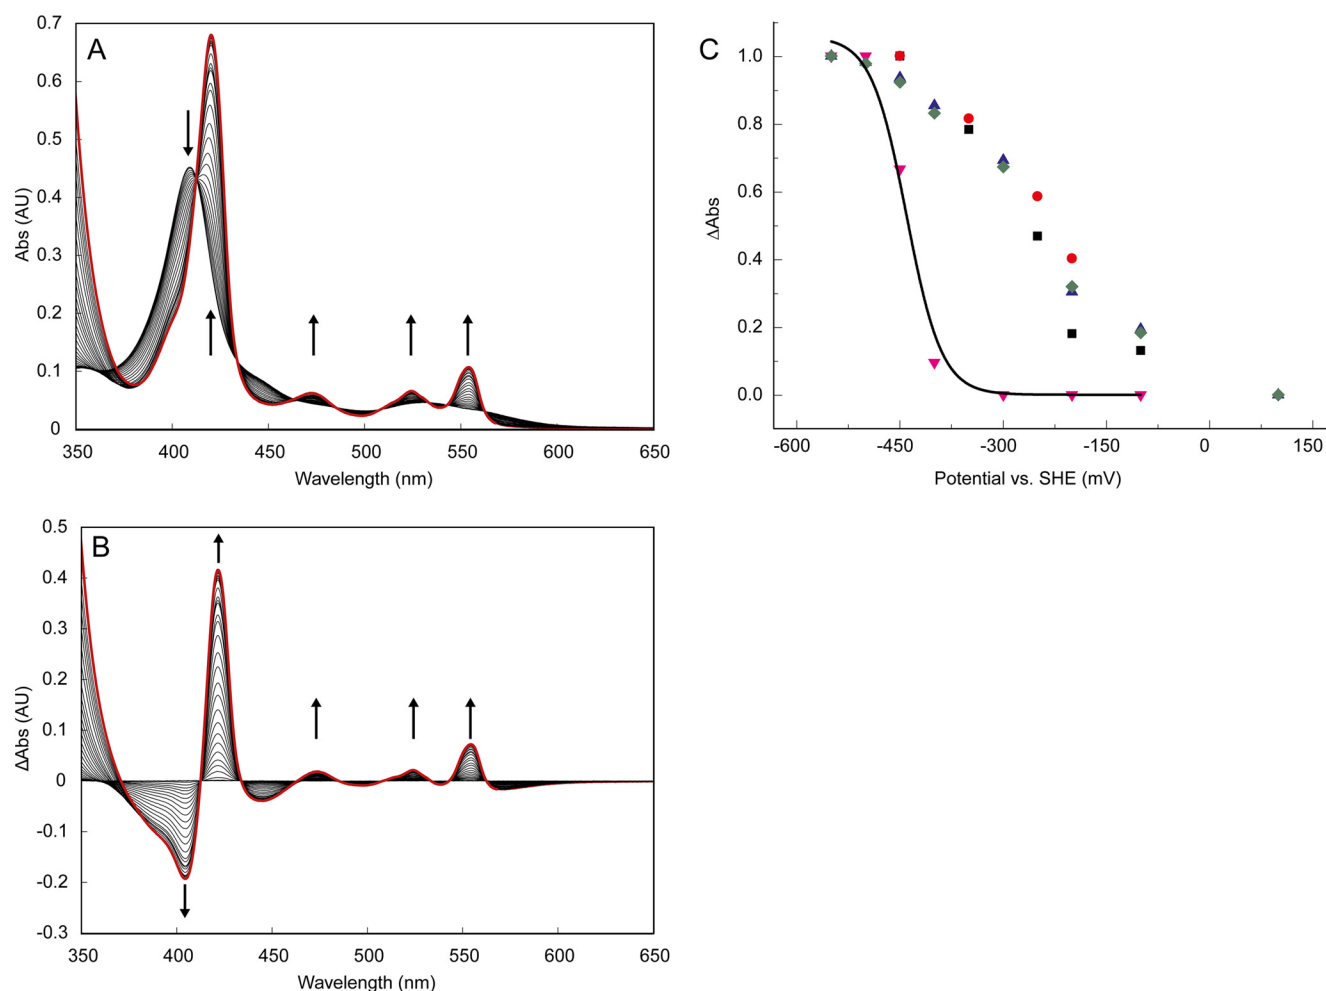 A
0.7
0.6
0.5
0.4
0.3
0.2
0.1
0
Abs (AU)
350 400 450 500 550 600 650
Wavelength (nm)
C
1.0
0.8
0.6
0.4
0.2
0.0
ΔAbs
-600 -450 -300 -150 0 150
Potential vs. SHE (mV)
B
0.5
0.4
0.3
0.2
0.1
0
-0.1
-0.2
-0.3
ΔAbs (AU)
350 400 450 500 550 600 650
Wavelength (nm)